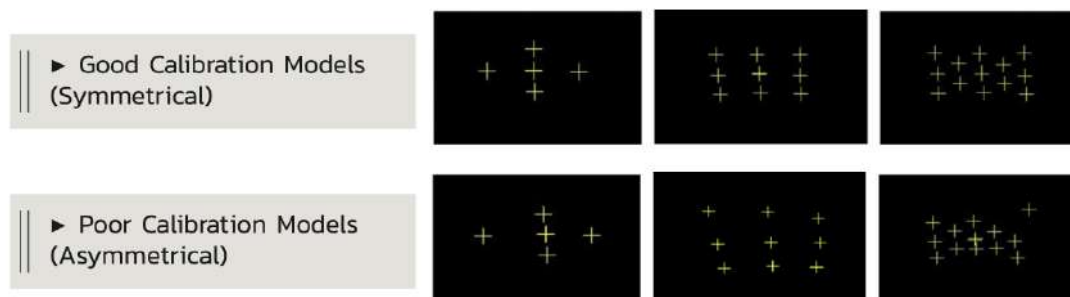 ► Good Calibration Models
(Symmetrical)
► Poor Calibration Models
(Asymmetrical)